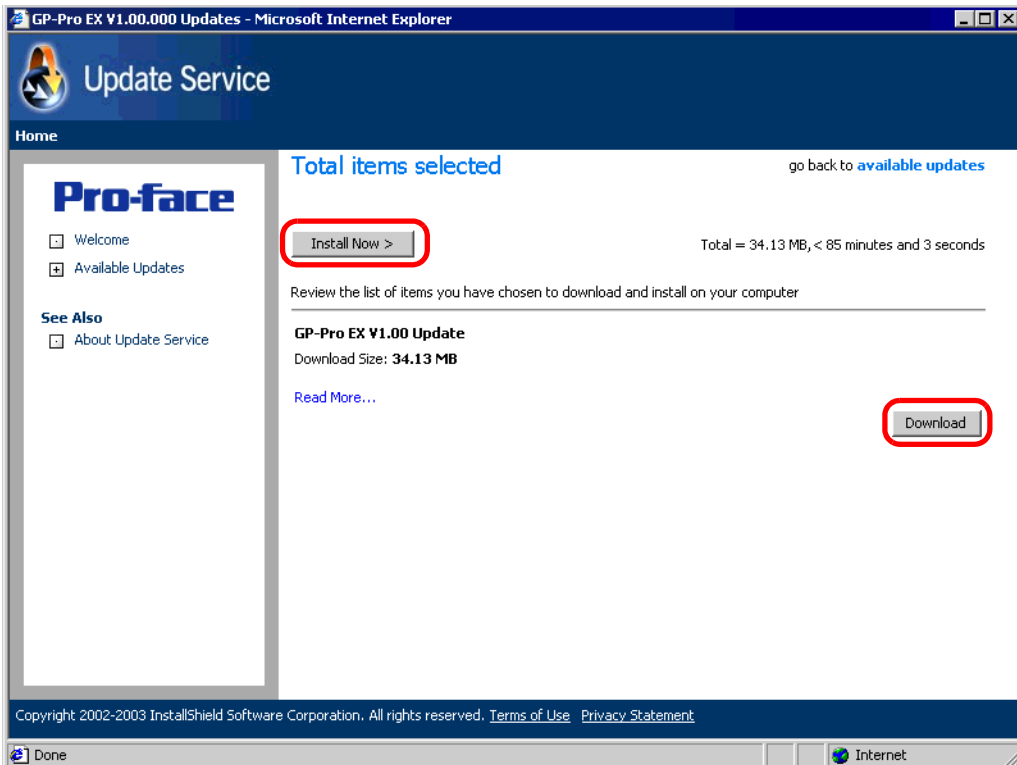 GP-Pro EX V1.00.000 Updates - Microsoft Internet Explorer
Update Service
Home
Pro-face
Welcome
Available Updates
See Also
About Update Service
Total items selected
go back to available updates
Install Now >
Total = 34.13 MB, < 85 minutes and 3 seconds
Review the list of items you have chosen to download and install on your computer
GP-Pro EX V1.00 Update
Download Size: 34.13 MB
Read More...
Download
Copyright 2002-2003 InstallShield Software Corporation. All rights reserved. Terms of Use Privacy Statement
Done
Internet